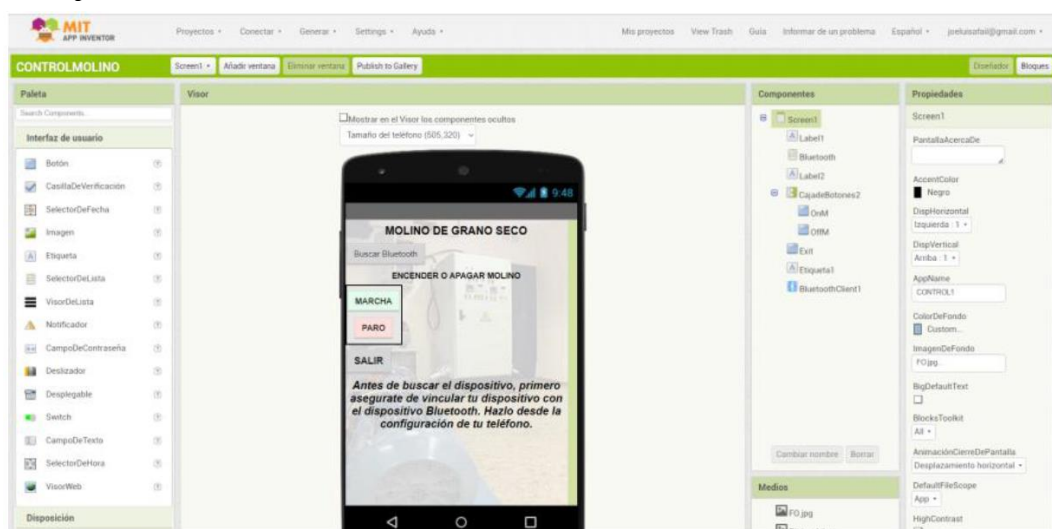 MIT
APP INVENTOR
Proyectos
Conectar
Generar
Settings
Ayuda
Mis proyectos
View Trash
Guía
Informar de un problema
Español
CONTROLMOLINO
Screen1
Añadir ventana
Eliminar ventana
Publish to Gallery
Diseñador
Bloques
Paleta
Search Components...
Interfaz de usuario
Botón
CasillaDeVerificación
SelectorDeFecha
Imagen
Etiqueta
SelectorDeLista
VisorDeLista
Notificador
CampoDeContraseña
Deslizador
Desplegable
Switch
CampoDeTexto
SelectorDeHora
VisorWeb
Disposición
Visor
Mostrar en el Visor los componentes ocultos
Tamaño del teléfono (505,320)
9:48
MOLINO DE GRANO SECO
Buscar Bluetooth
ENCENDER O APAGAR MOLINO
MARCHA
PARO
SALIR
Antes de buscar el dispositivo, primero
asegurate de vincular tu dispositivo con
el dispositivo Bluetooth. Hazlo desde la
configuración de tu teléfono.
Componentes
Screen1
Label1
Bluetooth
Label2
CajadeBotones2
OnM
OffM
Exit
Etiqueta1
BluetoothClient1
Cambiar nombre
Borrar
Medios
FO.jpg
Propiedades
Screen1
PantallaAcercaDe
AccentColor
Negro
DispHorizontal
Izquierda : 1
DispVertical
Arriba : 1
AppName
CONTROL1
ColorDeFondo
Custom...
ImagenDeFondo
FO.jpg...
BigDefaultText
BlocksToolkit
All
AnimaciónCierreDePantalla
Desplazamiento horizontal
DefaultFileScope
App
HighContrast